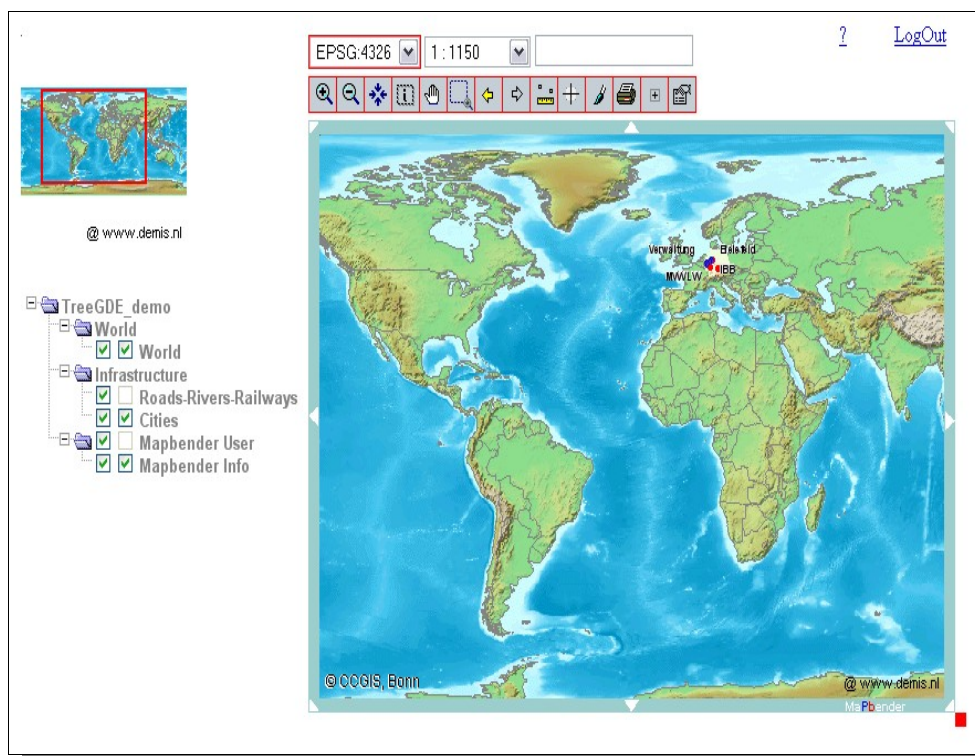 ? LogOut
EPSG:4326 1 : 1150
@ www.demis.nl
TreeGDE_demo
World
World
Infrastructure
Roads-Rivers-Railways
Cities
Mapbender User
Mapbender Info
Verwaltung Bielefeld
MWLW IBB
© CCGIS, Bonn
@ www.demis.nl
MaPbender